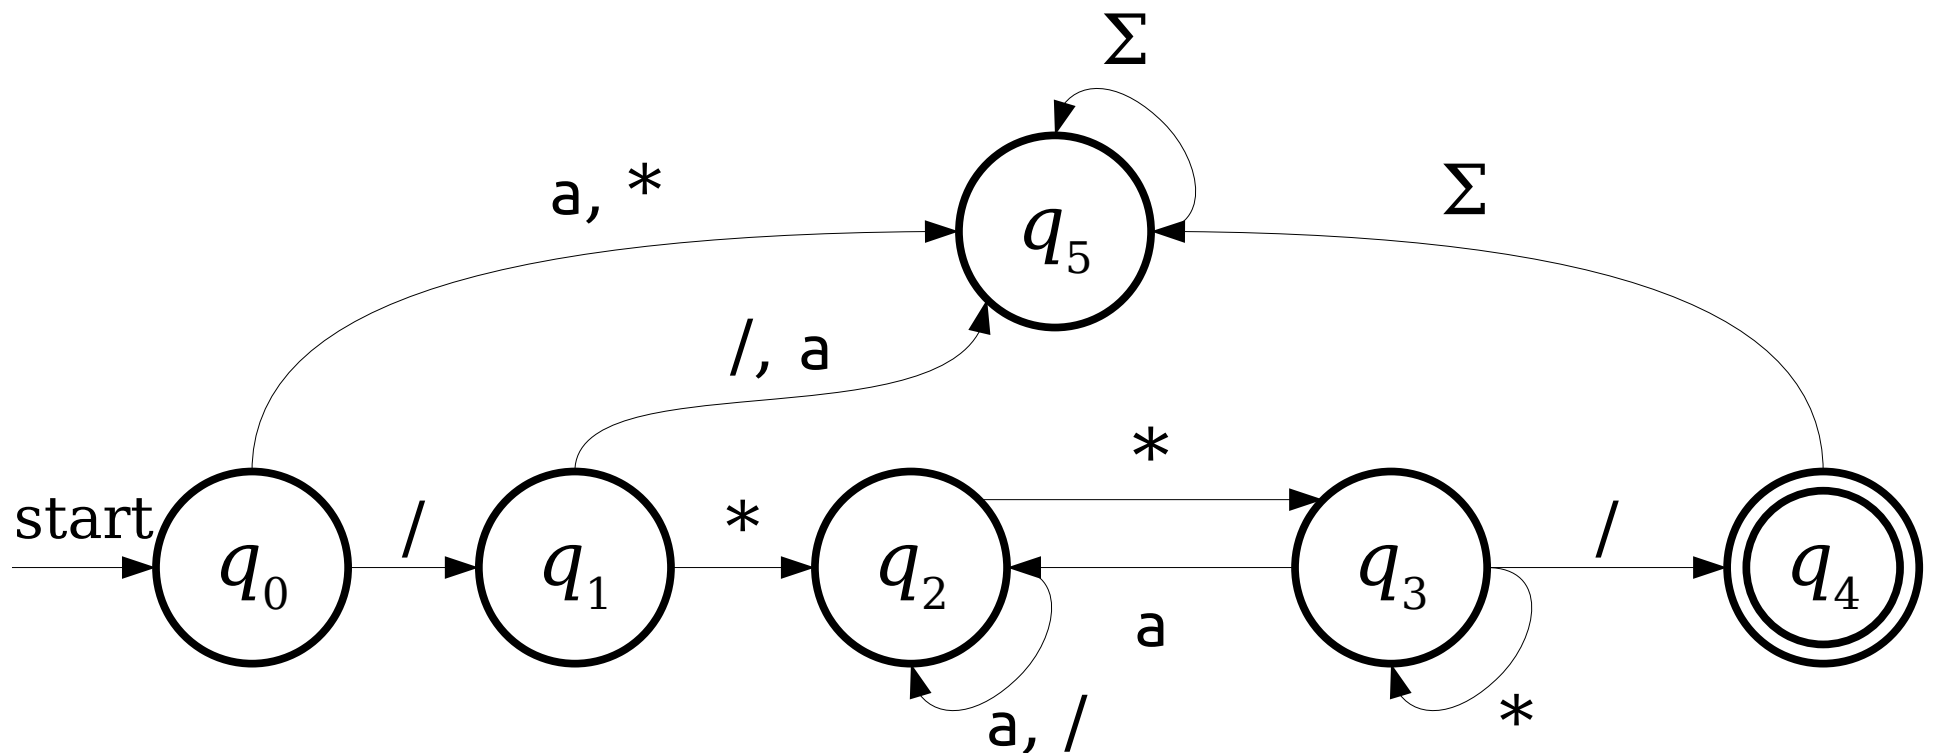 Σ
a, *
Σ
q5
/, a
*
start
/
*
/
q0
q1
q2
q3
q4
a
a, /
*